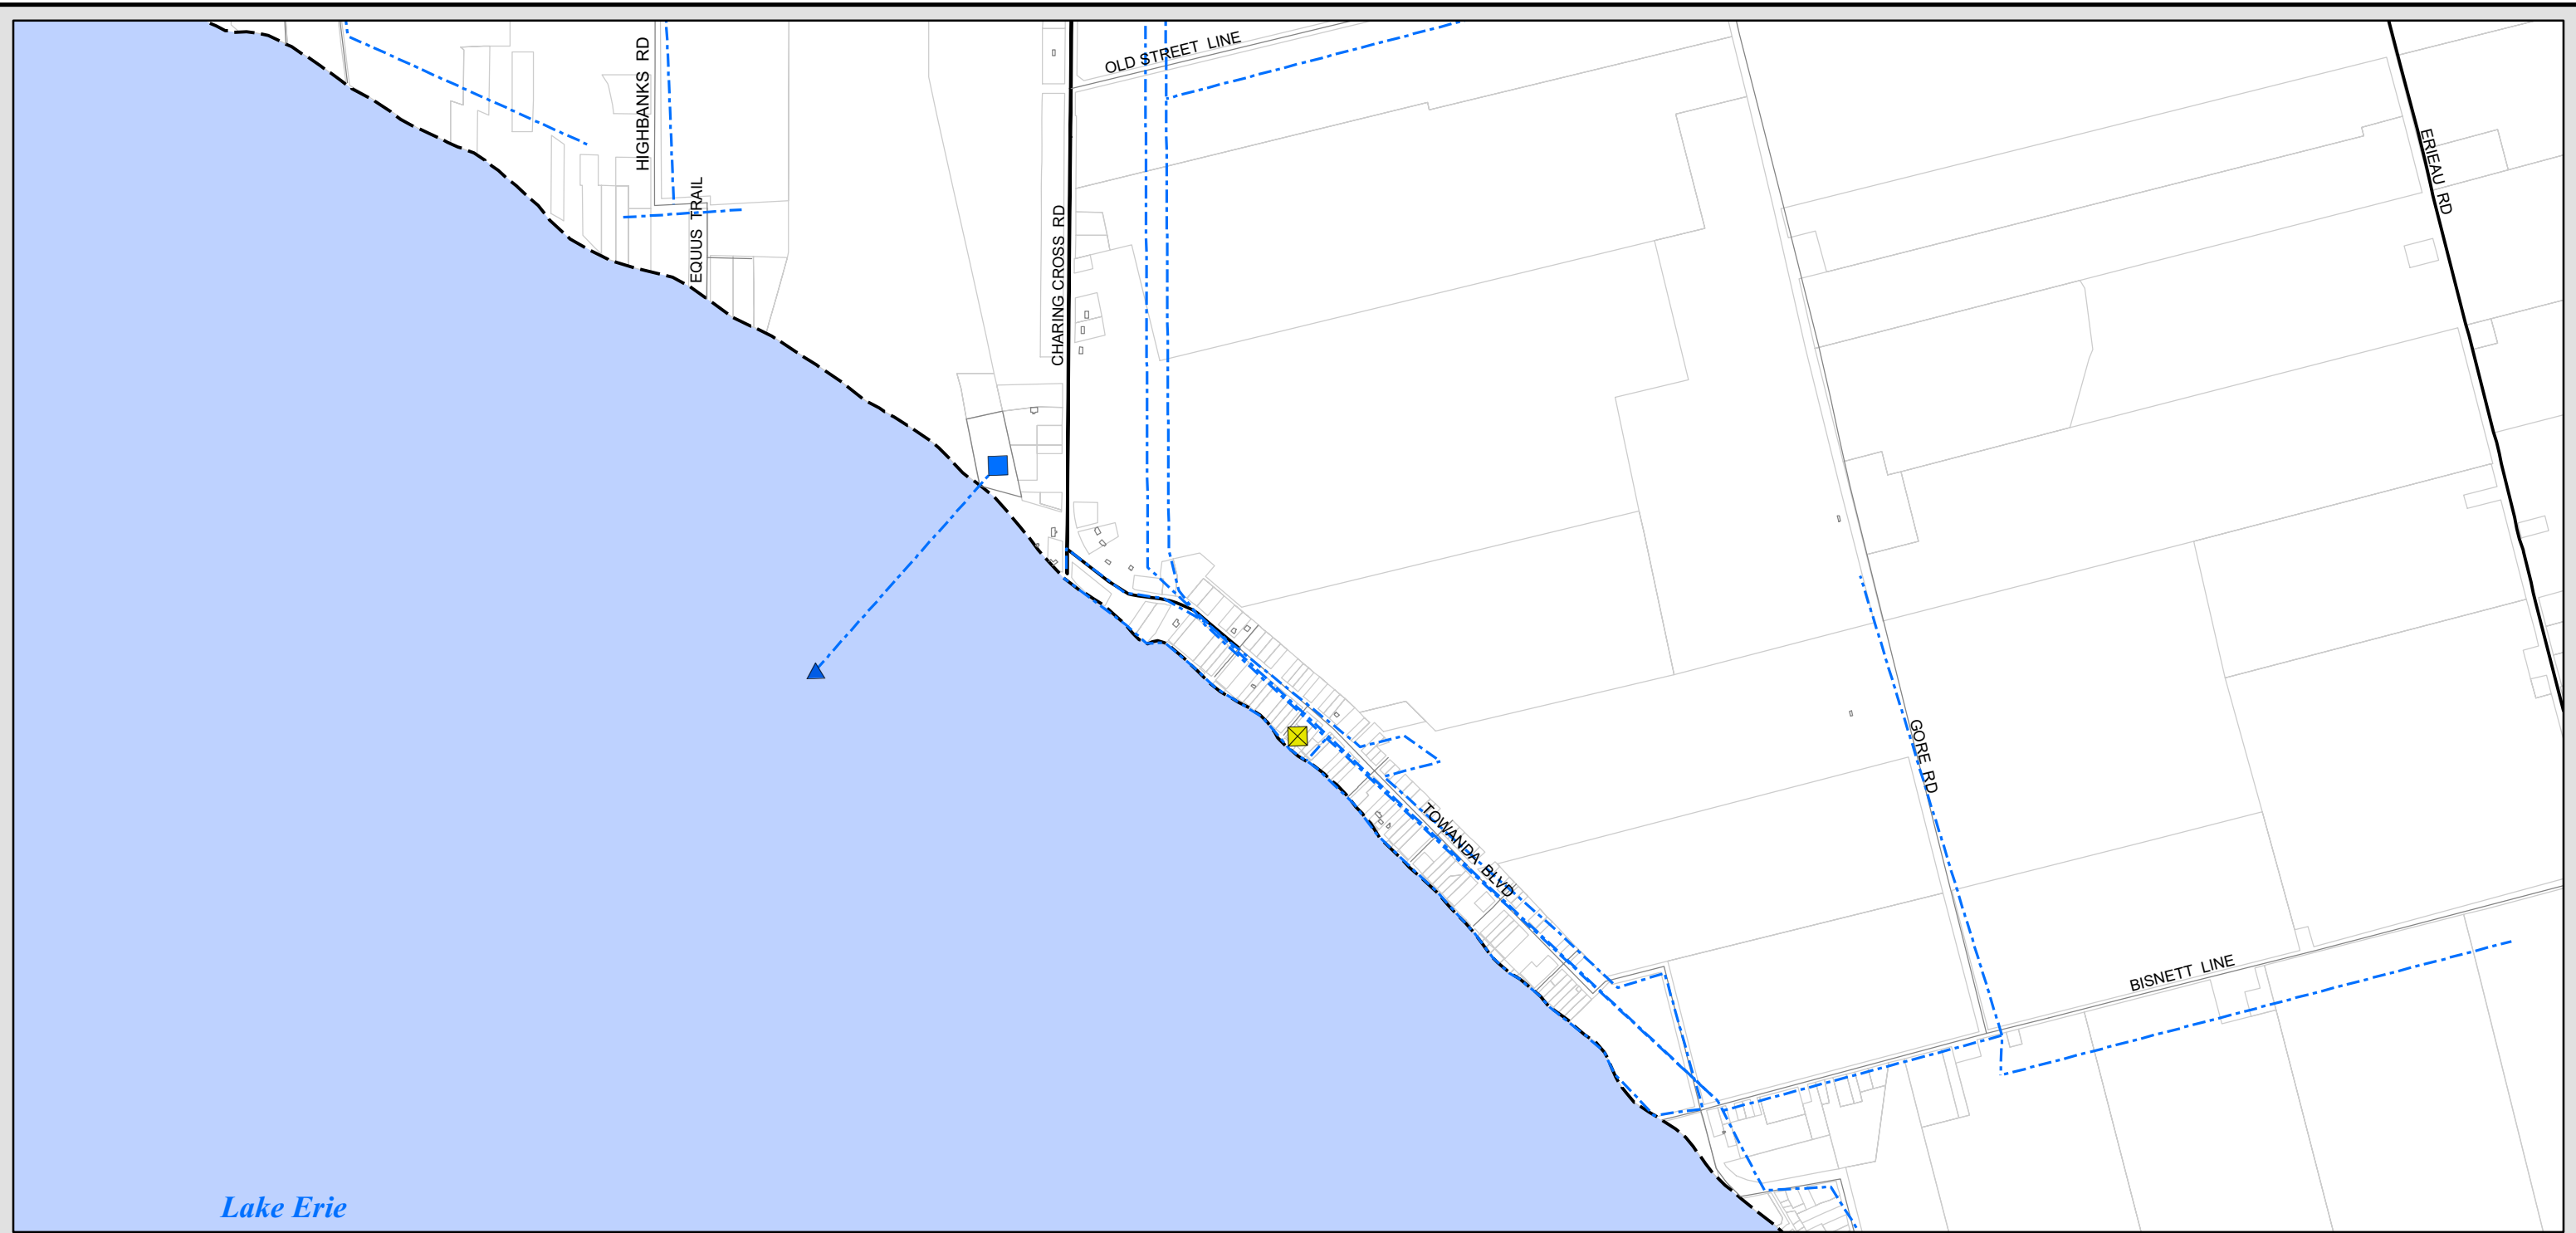 OLD STREET LINE
HIGHBANKS RD
EQUUS TRAIL
CHARING CROSS RD
ERIEAU RD
GORE RD
TOWANDA BLVD
BISNETT LINE
Lake Erie